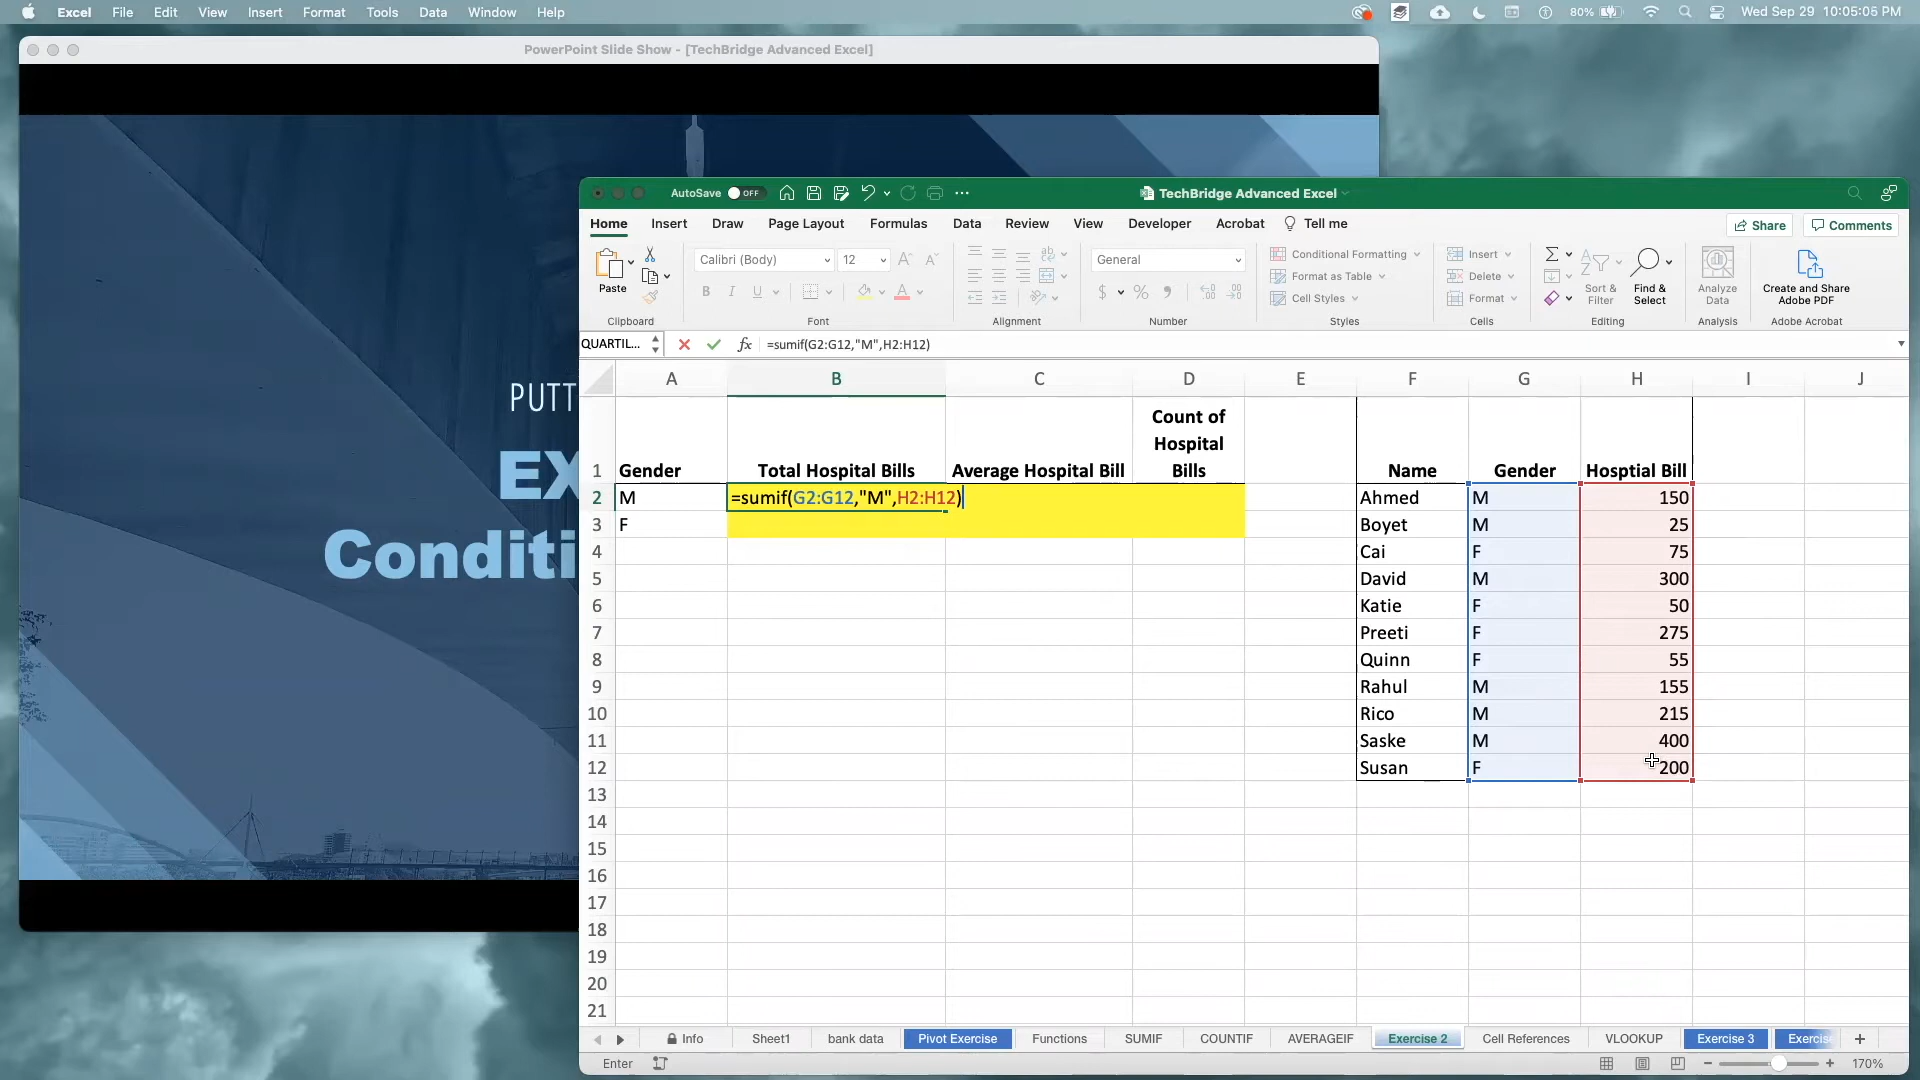 Excel File Edit View Insert Format Tools Data Window Help
80% Wed Sep 29 10:05:05 PM
PowerPoint Slide Show - [TechBridge Advanced Excel]
PUTT
EX
Conditi
AutoSave OFF
TechBridge Advanced Excel
Home Insert Draw Page Layout Formulas Data Review View Developer Acrobat Tell me
Share Comments
Paste
Clipboard
Calibri (Body) 12
B I U
Font
Alignment
General
$ %
Number
Conditional Formatting
Format as Table
Cell Styles
Styles
Insert
Delete
Format
Cells
Sort & Filter
Find & Select
Editing
Analyze Data
Analysis
Create and Share Adobe PDF
Adobe Acrobat
QUARTIL... fx =sumif(G2:G12,"M",H2:H12)
A B C D E F G H I J
1 Gender Total Hospital Bills Average Hospital Bill Count of Hospital Bills Name Gender Hosptial Bill
2 M =sumif(G2:G12,"M",H2:H12) Ahmed M 150
3 F Boyet M 25
4 Cai F 75
5 David M 300
6 Katie F 50
7 Preeti F 275
8 Quinn F 55
9 Rahul M 155
10 Rico M 215
11 Saske M 400
12 Susan F 200
13
14
15
16
17
18
19
20
21
Info Sheet1 bank data Pivot Exercise Functions SUMIF COUNTIF AVERAGEIF Exercise 2 Cell References VLOOKUP Exercise 3 Exercise
Enter 170%